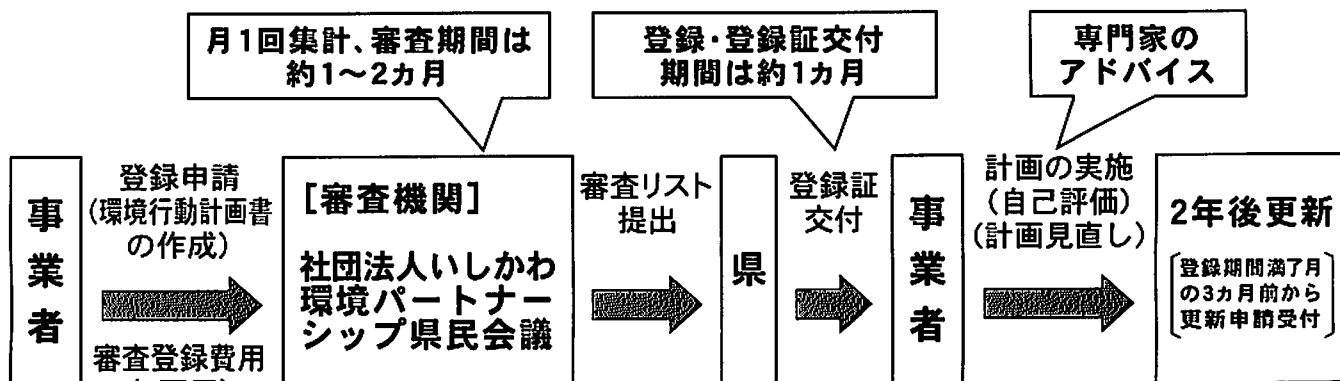 月1回集計、審査期間は
約1～2ヵ月
登録・登録証交付
期間は約1ヵ月
専門家の
アドバイス
事業者
登録申請
(環境行動計画書
の作成)
審査登録費用
[審査機関]
社団法人いしかわ
環境パートナー
シップ県民会議
審査リスト
提出
県
登録証
交付
事業者
計画の実施
(自己評価)
(計画見直し)
2年後更新
登録期間満了月
の3ヵ月前から
更新申請受付